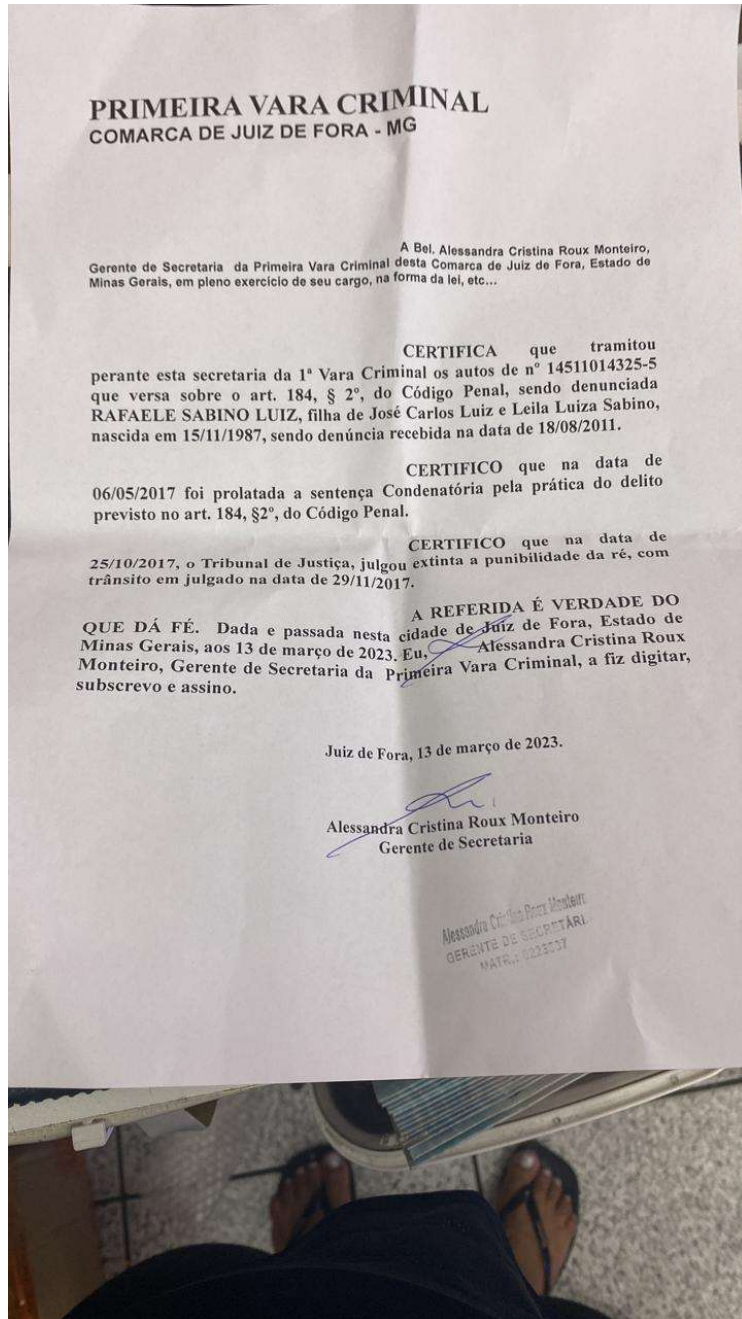 PRIMEIRA VARA CRIMINAL
COMARCA DE JUIZ DE FORA - MG
A Bel. Alessandra Cristina Roux Monteiro,
Gerente de Secretaria da Primeira Vara Criminal desta Comarca de Juiz de Fora, Estado de
Minas Gerais, em pleno exercício de seu cargo, na forma da lei, etc...
CERTIFICA que tramitou
perante esta secretaria da 1ª Vara Criminal os autos de nº 14511014325-5
que versa sobre o art. 184, § 2º, do Código Penal, sendo denunciada
RAFAELE SABINO LUIZ, filha de José Carlos Luiz e Leila Luiza Sabino,
nascida em 15/11/1987, sendo denúncia recebida na data de 18/08/2011.
CERTIFICO que na data de
06/05/2017 foi prolatada a sentença Condenatória pela prática do delito
previsto no art. 184, §2º, do Código Penal.
CERTIFICO que na data de
25/10/2017, o Tribunal de Justiça, julgou extinta a punibilidade da ré, com
trânsito em julgado na data de 29/11/2017.
A REFERIDA É VERDADE DO
QUE DÁ FÉ. Dada e passada nesta cidade de Juiz de Fora, Estado de
Minas Gerais, aos 13 de março de 2023. Eu, Alessandra Cristina Roux
Monteiro, Gerente de Secretaria da Primeira Vara Criminal, a fiz digitar,
subscrevo e assino.
Juiz de Fora, 13 de março de 2023.
Alessandra Cristina Roux Monteiro
Gerente de Secretaria
Alessandra Cristina Roux Monteir
GERENTE DE SECRETARI
MATR.: